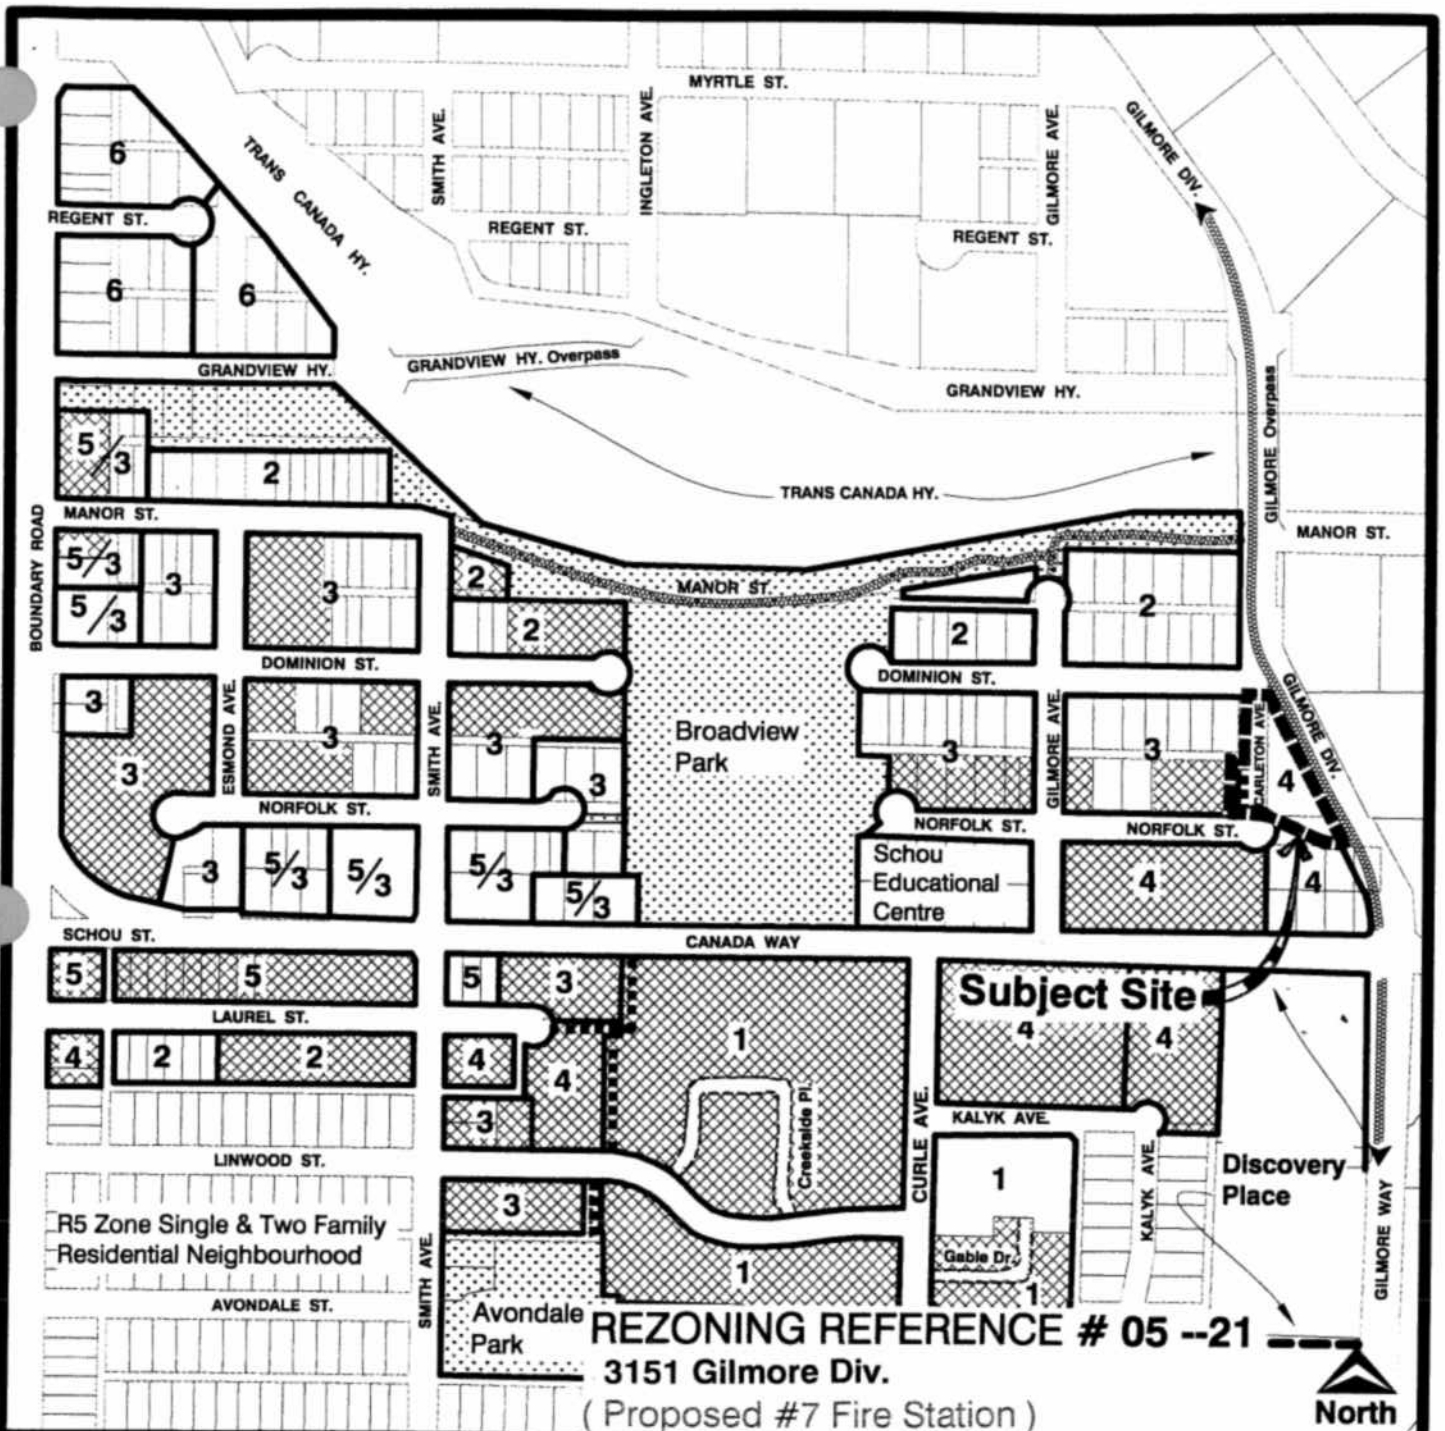 MYRTLE ST.
SMITH AVE.
INGLETON AVE.
GILMORE AVE.
GILMORE DIV.
6
TRANS CANADA HY.
REGENT ST.
REGENT ST.
REGENT ST.
6
6
GRANDVIEW HY.
GRANDVIEW HY. Overpass
GRANDVIEW HY.
GILMORE Overpass
5/3
2
TRANS CANADA HY.
BOUNDARY ROAD
MANOR ST.
MANOR ST.
5/3
3
3
2
MANOR ST.
5/3
2
2
2
DOMINION ST.
DOMINION ST.
3
ESMOND AVE.
SMITH AVE.
GILMORE AVE.
CARLETON AVE.
GILMORE DIV.
3
3
3
3
Broadview
Park
3
3
4
NORFOLK ST.
NORFOLK ST.
NORFOLK ST.
3
5/3
5/3
5/3
5/3
Schou
Educational
Centre
4
4
SCHOU ST.
CANADA WAY
5
5
5
3
Subject Site
4
4
LAUREL ST.
1
4
2
2
4
4
3
Creekside Pl.
CURLE AVE.
KALYK AVE.
LINWOOD ST.
1
KALYK AVE.
Discovery
Place
GILMORE WAY
3
R5 Zone Single & Two Family
Residential Neighbourhood
SMITH AVE.
Gable Dr.
1
1
AVONDALE ST.
Avondale
Park
REZONING REFERENCE # 05 --21
3151 Gilmore Div.
( Proposed #7 Fire Station )
North